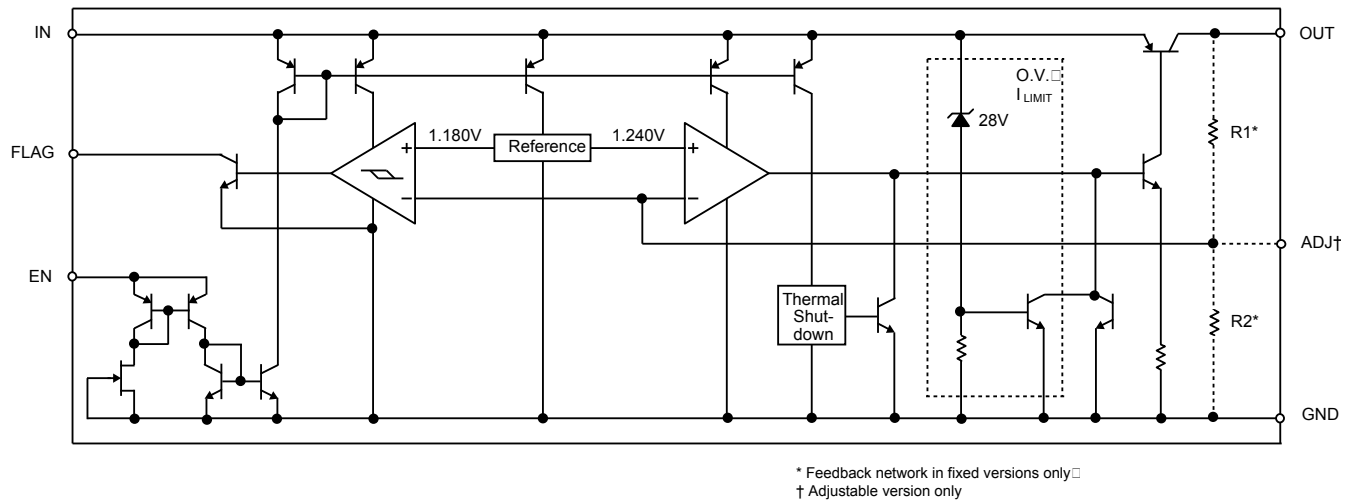 IN
OUT
O.V.
I LIMIT
28V
R1*
1.180V
1.240V
Reference
FLAG
+
+
−
−
ADJ†
EN
Thermal
Shut-
down
R2*
GND
* Feedback network in fixed versions only
† Adjustable version only